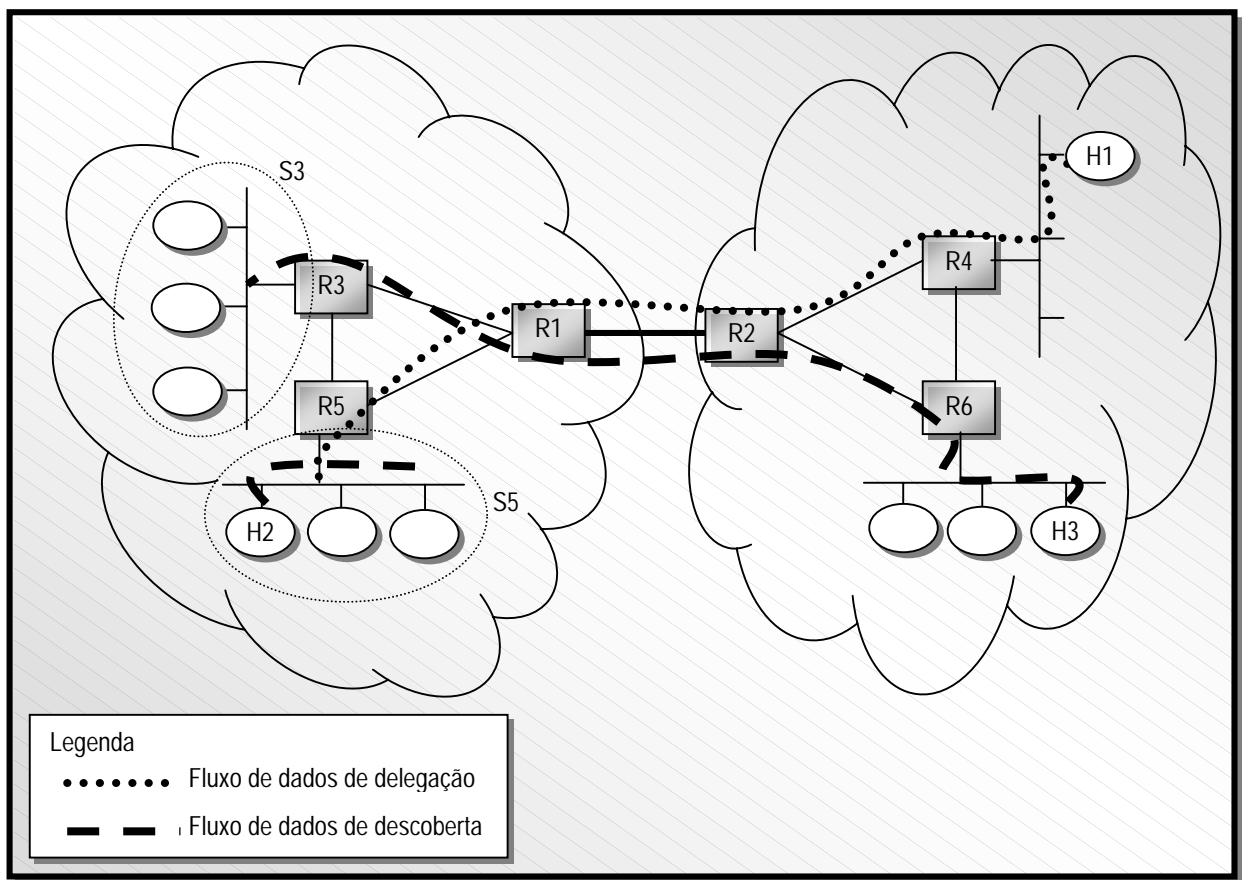 S3
H1
R3
R4
R1
R2
R5
R6
S5
H2
H3
Legenda
Fluxo de dados de delegação
Fluxo de dados de descoberta